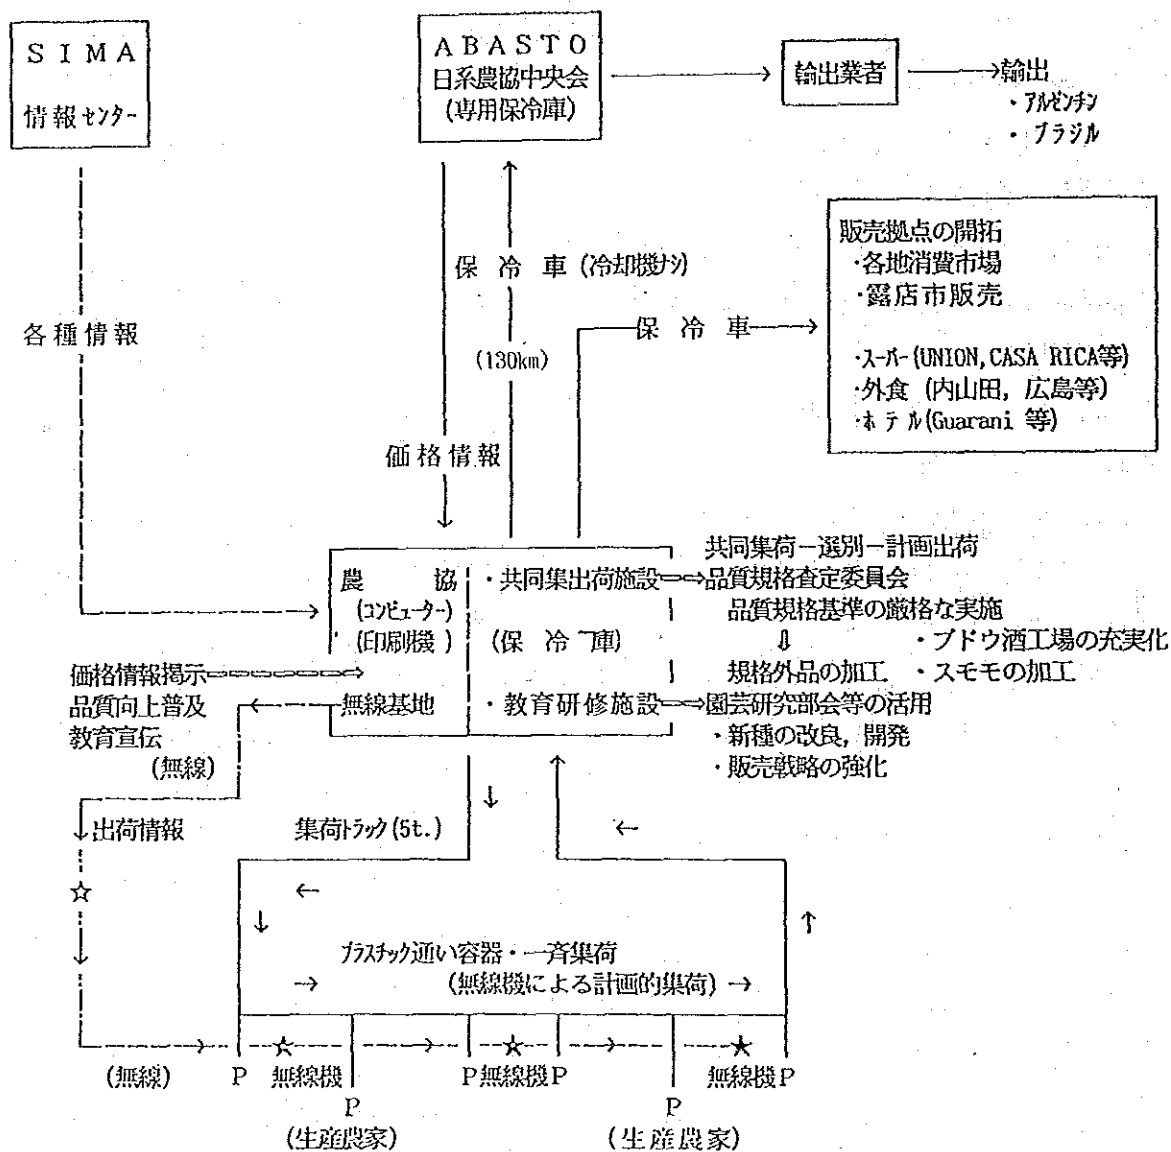 SIMA
情報センター
ABASTO
日系農協中央会
(専用保冷庫)
輸出業者
輸出
・アルゼンチン
・ブラジル
各種情報
保冷車(冷却機ナシ)
(130km)
価格情報
保冷車
販売拠点の開拓
・各地消費市場
・露店市販売
・スーパー(UNION,CASA RICA等)
・外食(内山田,広島等)
・ホテル(Guarani 等)
農協
(コンピューター)
(印刷機)
無線基地
・共同集出荷施設
(保冷庫)
・教育研修施設
共同集荷-選別-計画出荷
品質規格査定委員会
品質規格基準の厳格な実施
⇓
規格外品の加工
・ブドウ酒工場の充実化
・スモモの加工
園芸研究部会等の活用
・新種の改良,開発
・販売戦略の強化
価格情報掲示
品質向上普及
教育宣伝
(無線)
出荷情報
集荷トラック(5t.)
プラスチック通い容器・一斉集荷
(無線機による計画的集荷)
(無線) P 無線機 P 無線機 P 無線機 P
P P
(生産農家) (生産農家)